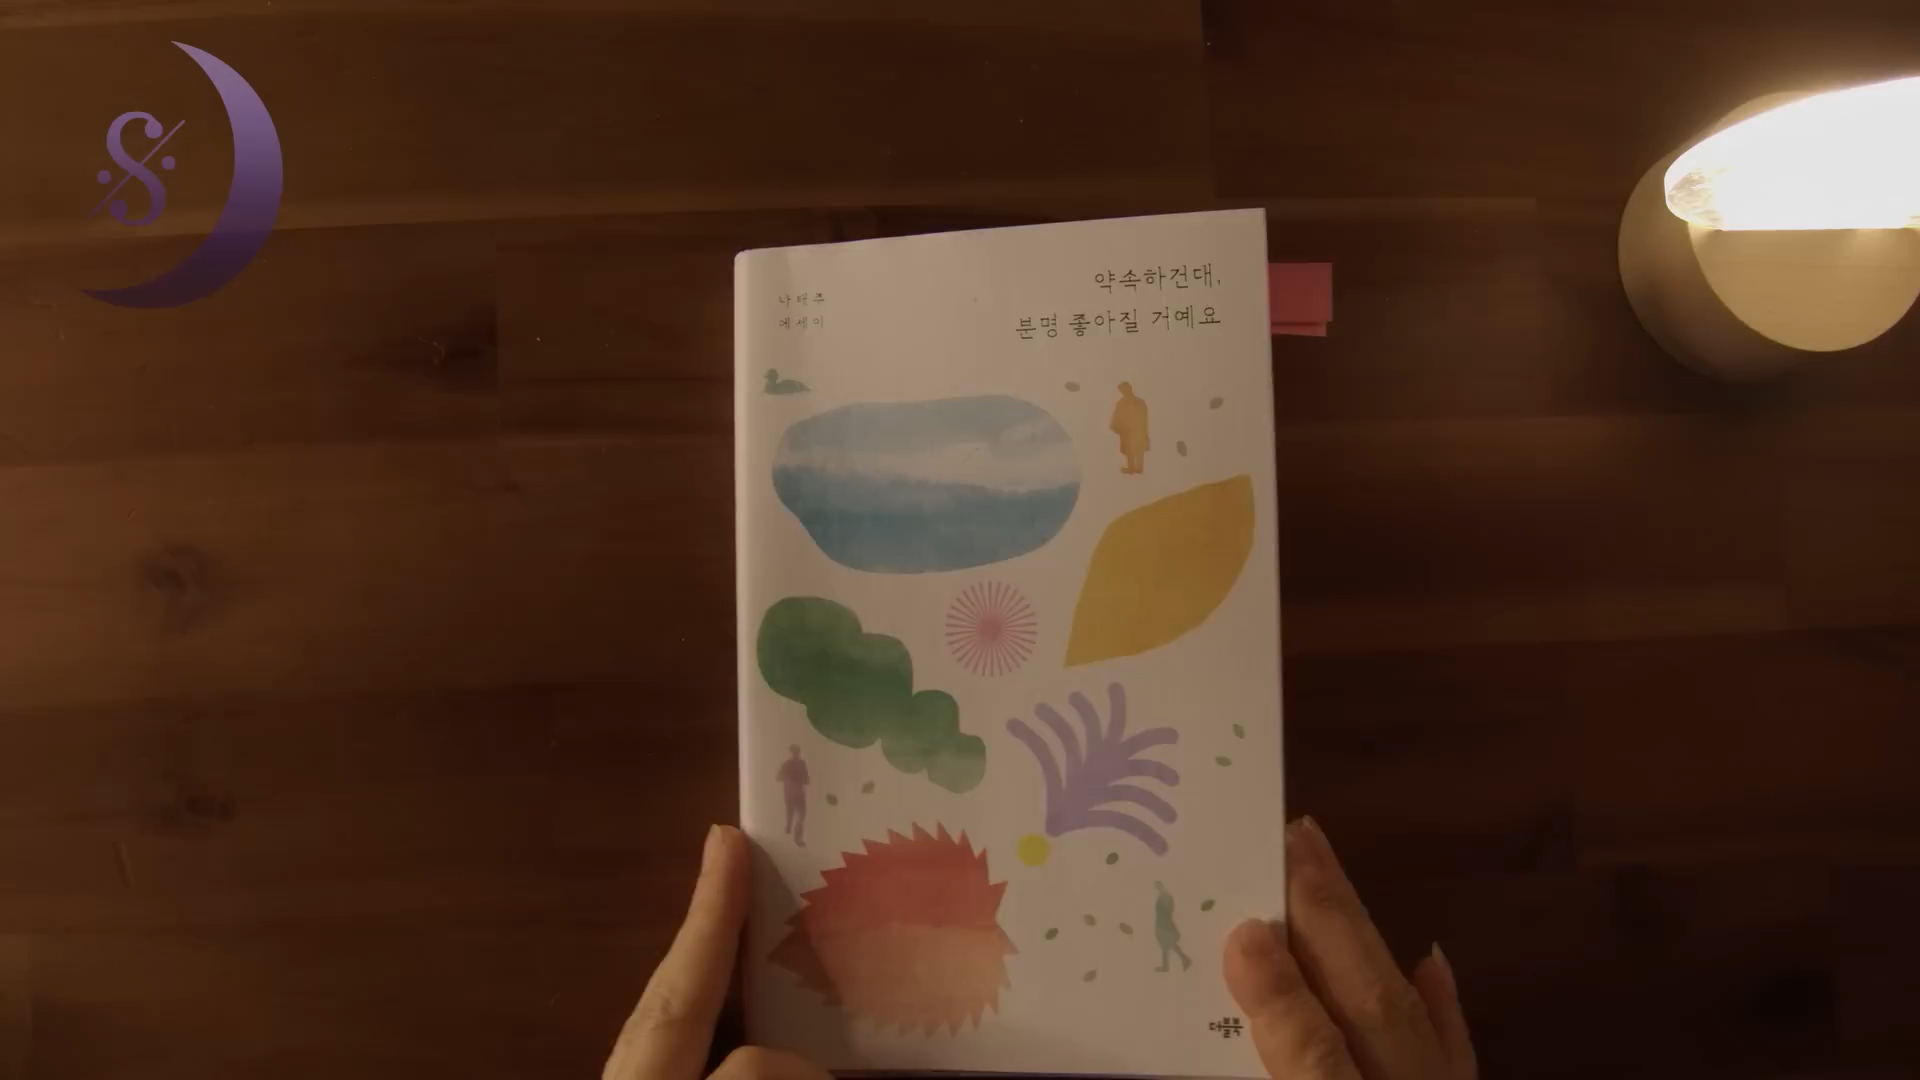 나태주
에세이
약속하건대,
분명 좋아질 거예요
더블북